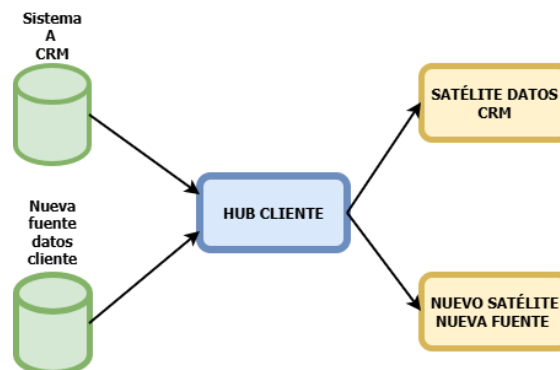 Sistema
A
CRM
SATÉLITE DATOS
CRM
HUB CLIENTE
Nueva
fuente
datos
cliente
NUEVO SATÉLITE
NUEVA FUENTE